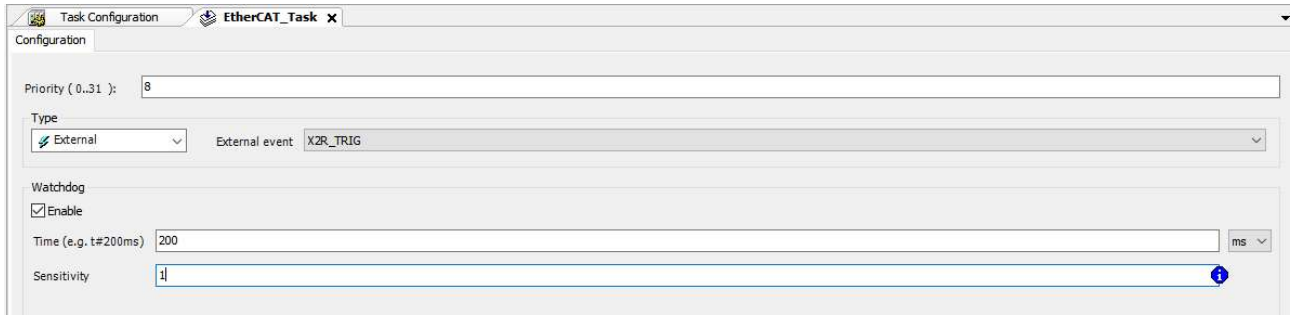 Task Configuration EtherCAT_Task
Configuration
Priority ( 0..31 ): 8
Type
External External event X2R_TRIG
Watchdog
Enable
Time (e.g. t#200ms) 200 ms
Sensitivity 1